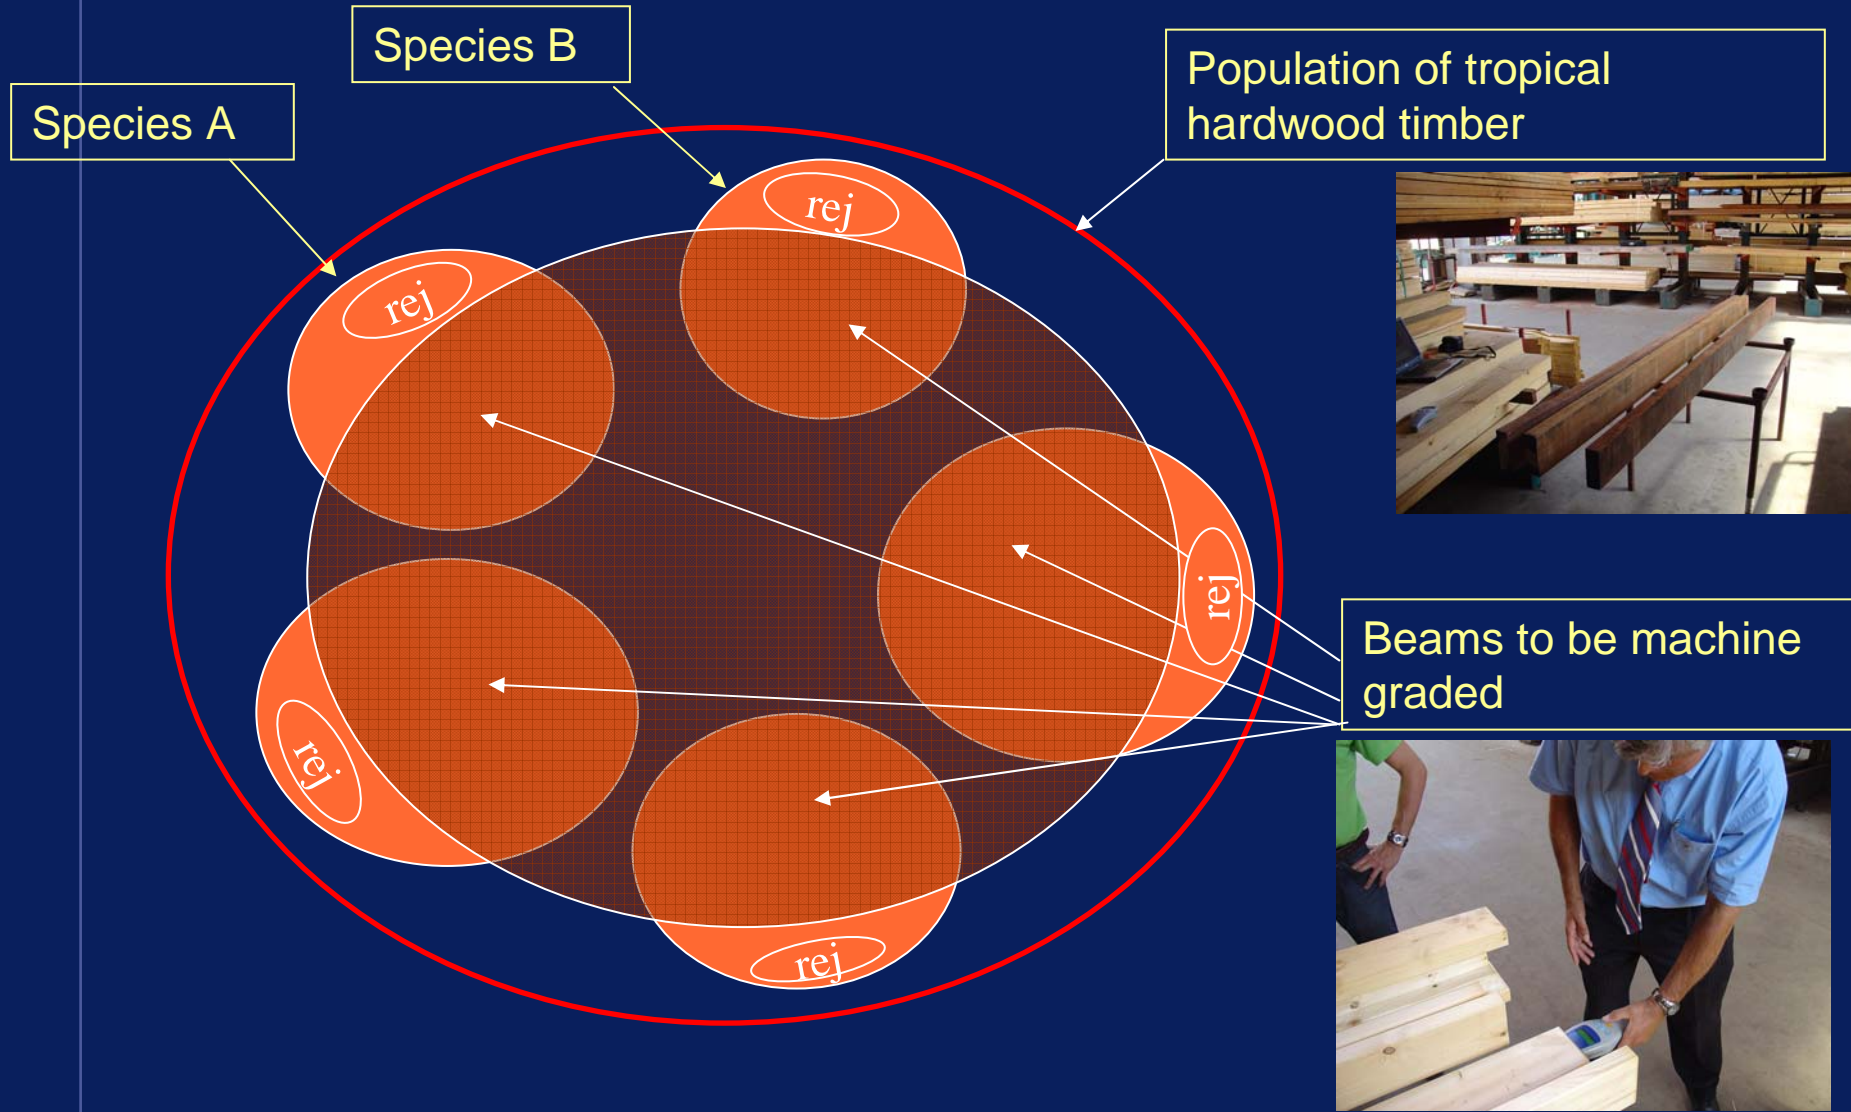 Species B
Species A
Population of tropical
hardwood timber
rej
rej
rej
Beams to be machine
graded
rej
rej